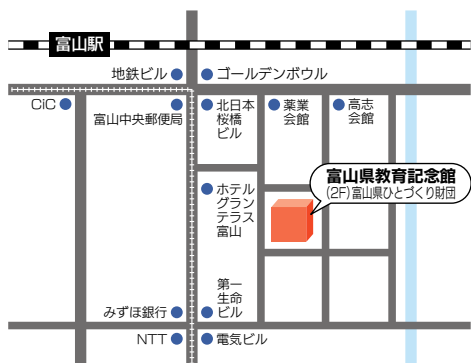 富山駅
地鉄ビル
ゴールデンボウル
CiC
富山中央郵便局
北日本
桜橋
ビル
薬業
会館
高志
会館
富山県教育記念館
(2F)富山県ひとづくり財団
ホテル
グラン
テラス
富山
第一
生命
ビル
みずほ銀行
NTT
電気ビル